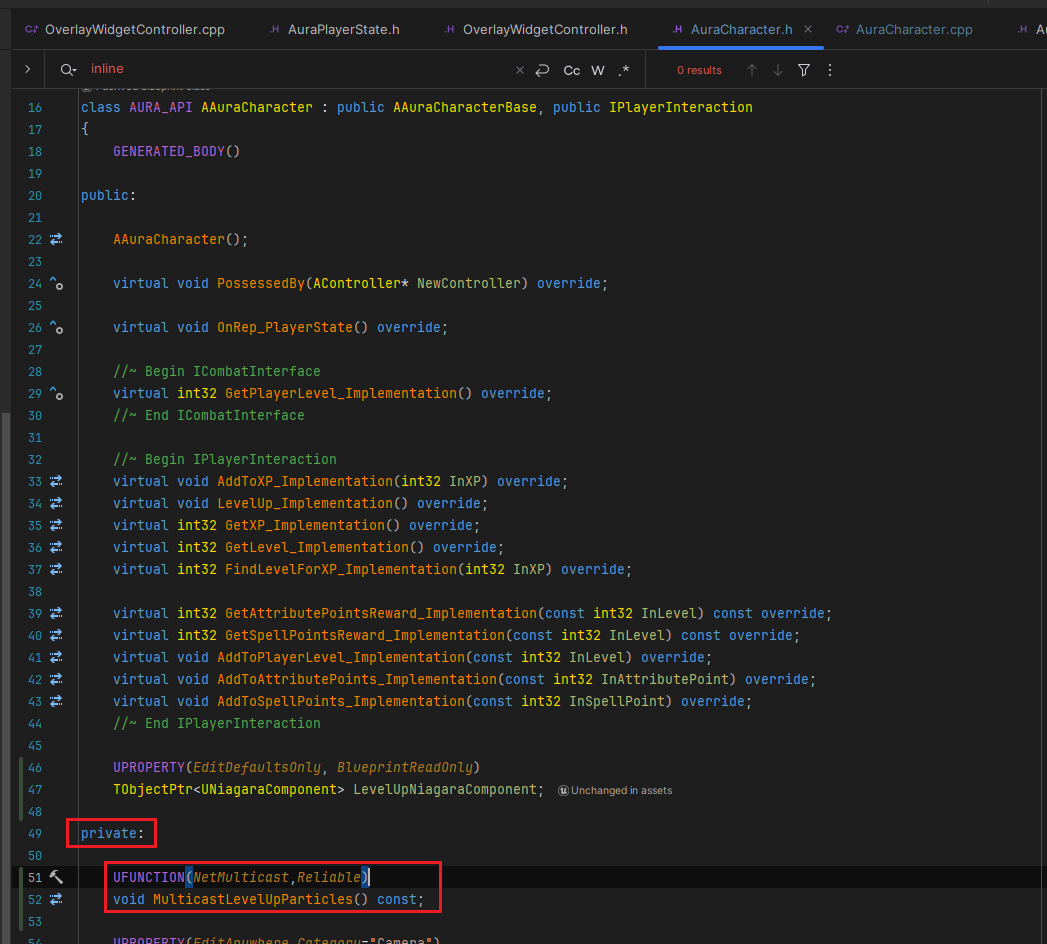 OverlayWidgetController.cpp
AuraPlayerState.h
OverlayWidgetController.h
AuraCharacter.h
AuraCharacter.cpp
inline
Cc W .*
0 results
16 class AURA_API AAuraCharacter : public AAuraCharacterBase, public IPlayerInteraction
17 {
18 GENERATED_BODY()
19
20 public:
21
22 AAuraCharacter();
23
24 virtual void PossessedBy(AController* NewController) override;
25
26 virtual void OnRep_PlayerState() override;
27
28 //~ Begin ICombatInterface
29 virtual int32 GetPlayerLevel_Implementation() override;
30 //~ End ICombatInterface
31
32 //~ Begin IPlayerInteraction
33 virtual void AddToXP_Implementation(int32 InXP) override;
34 virtual void LevelUp_Implementation() override;
35 virtual int32 GetXP_Implementation() override;
36 virtual int32 GetLevel_Implementation() override;
37 virtual int32 FindLevelForXP_Implementation(int32 InXP) override;
38
39 virtual int32 GetAttributePointsReward_Implementation(const int32 InLevel) const override;
40 virtual int32 GetSpellPointsReward_Implementation(const int32 InLevel) const override;
41 virtual void AddToPlayerLevel_Implementation(const int32 InLevel) override;
42 virtual void AddToAttributePoints_Implementation(const int32 InAttributePoint) override;
43 virtual void AddToSpellPoints_Implementation(const int32 InSpellPoint) override;
44 //~ End IPlayerInteraction
45
46 UPROPERTY(EditDefaultsOnly, BlueprintReadOnly)
47 TObjectPtr<UNiagaraComponent> LevelUpNiagaraComponent; Unchanged in assets
48
49 private:
50
51 UFUNCTION(NetMulticast,Reliable)
52 void MulticastLevelUpParticles() const;
53
54 UPROPERTY(EditAnywhere,Category="Camera")